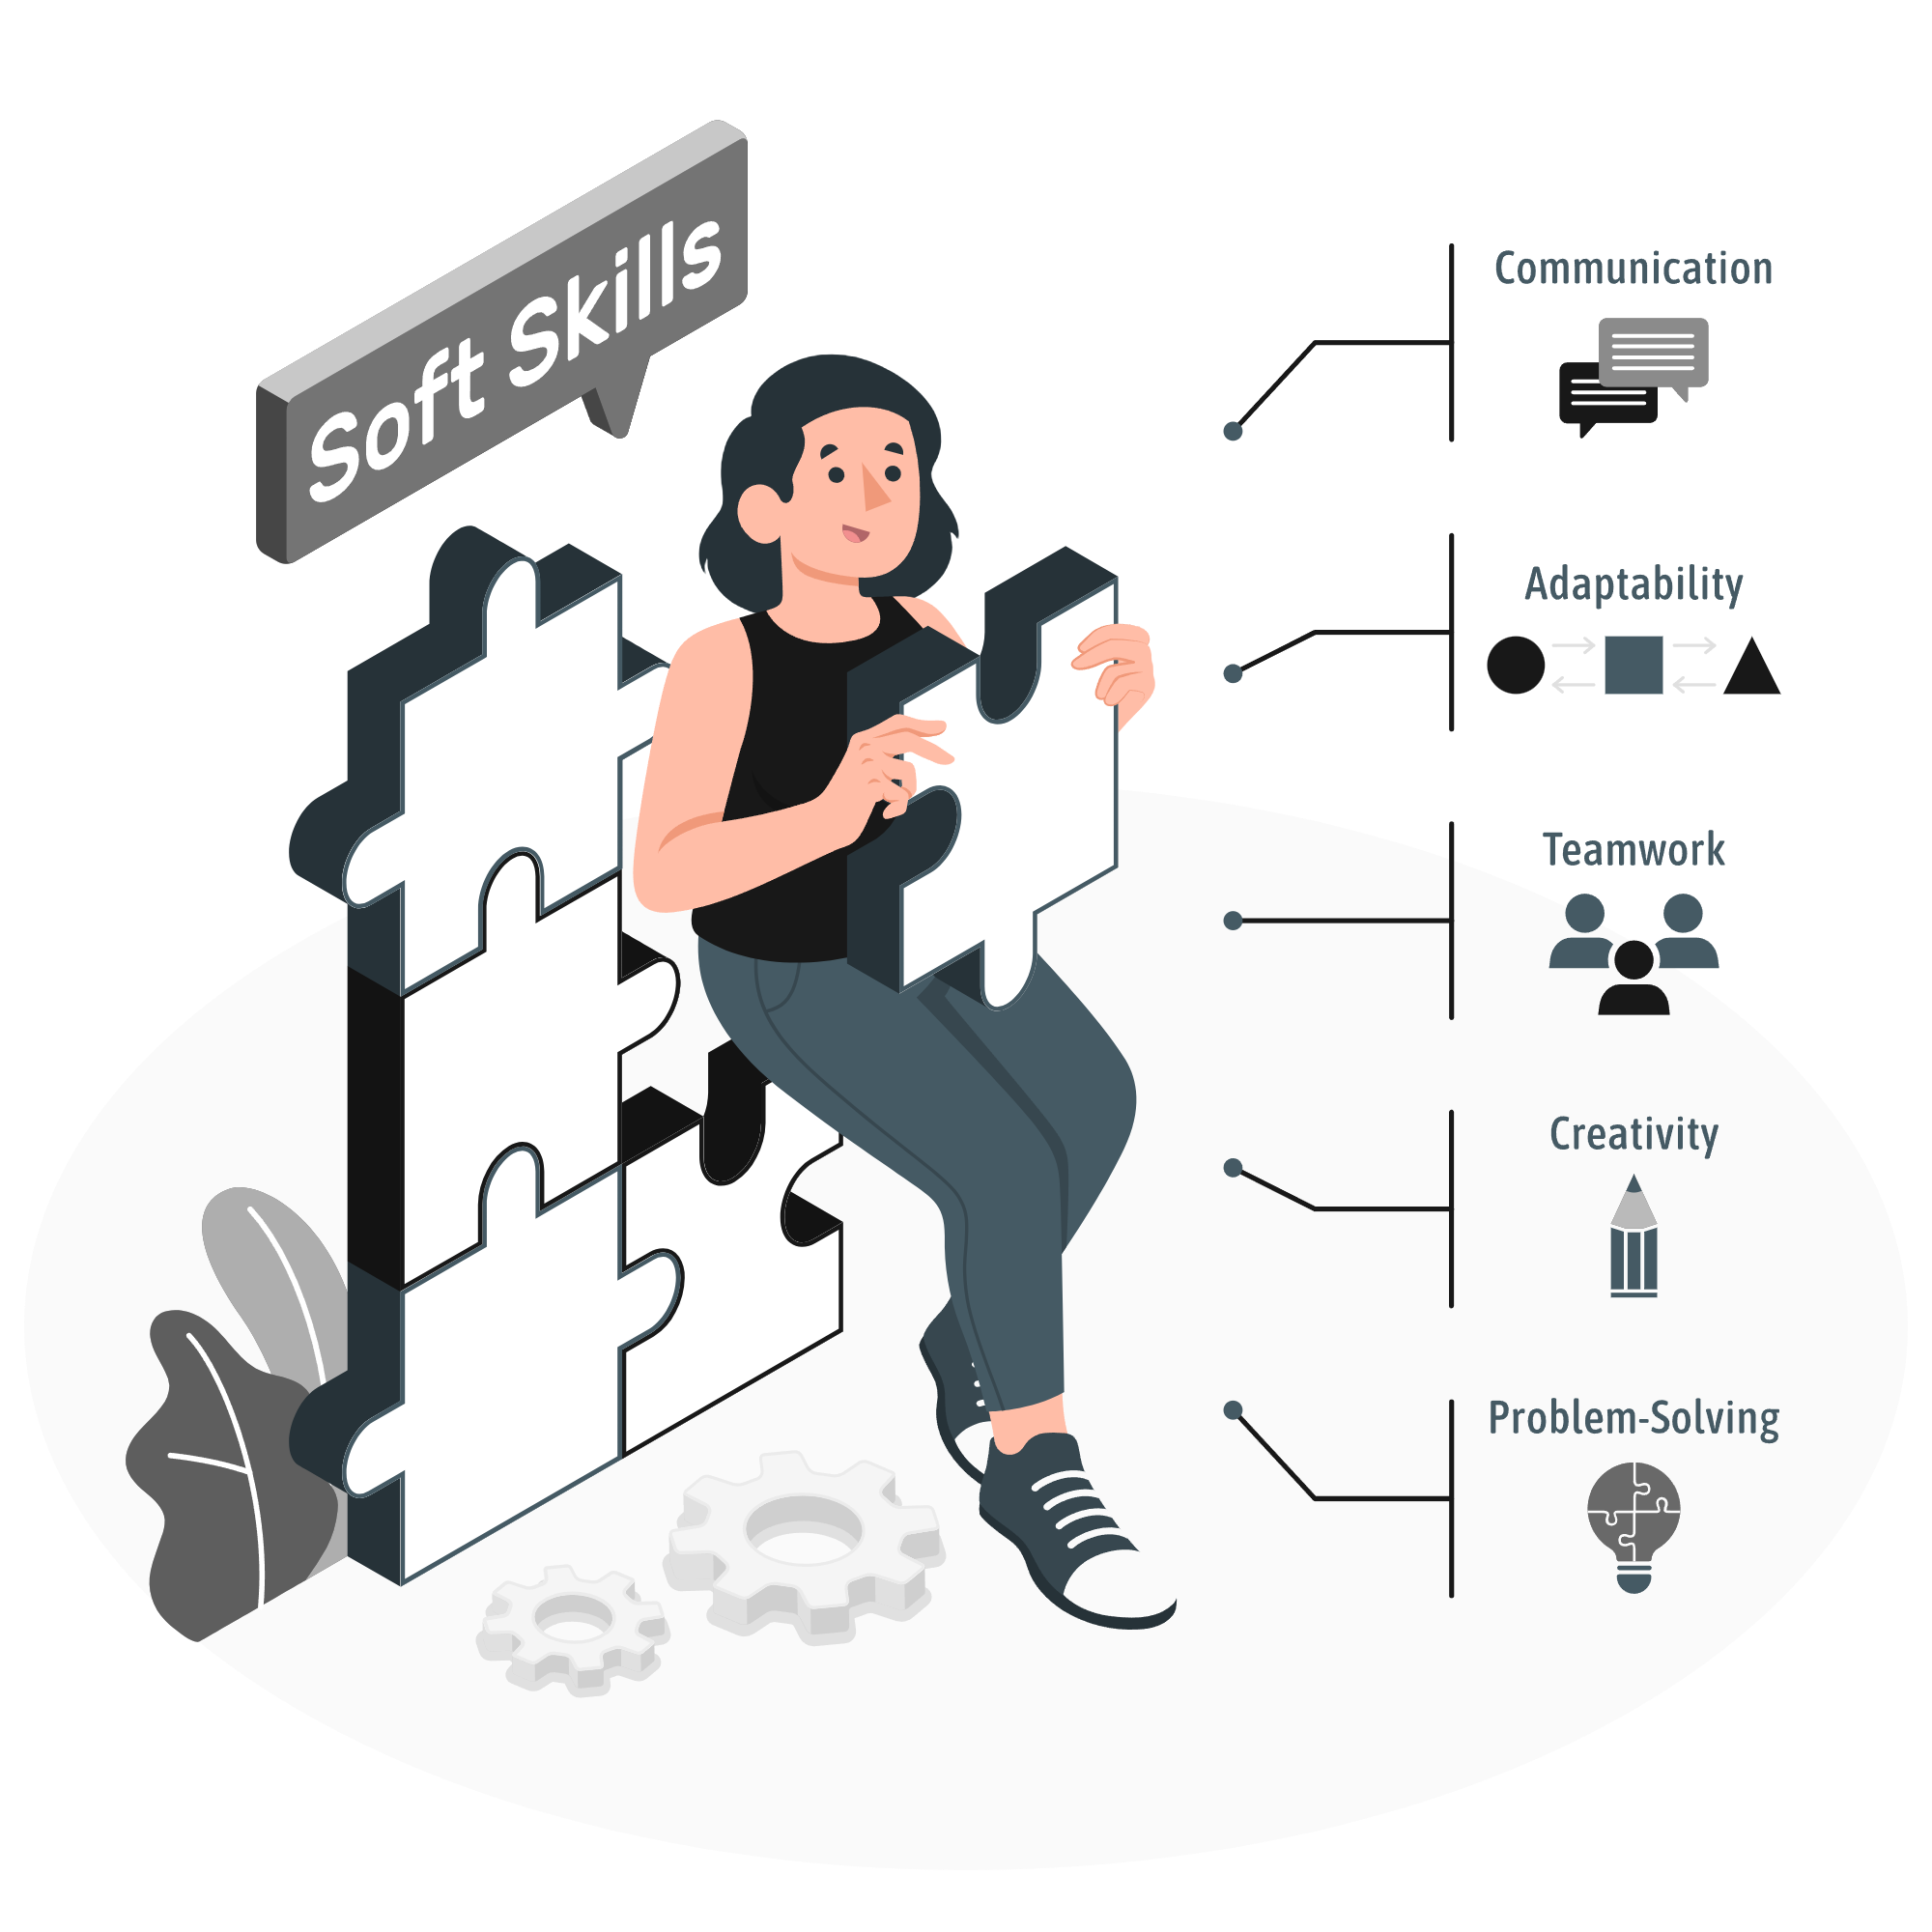 Soft Skills
Communication
Adaptability
Teamwork
Creativity
Problem-Solving